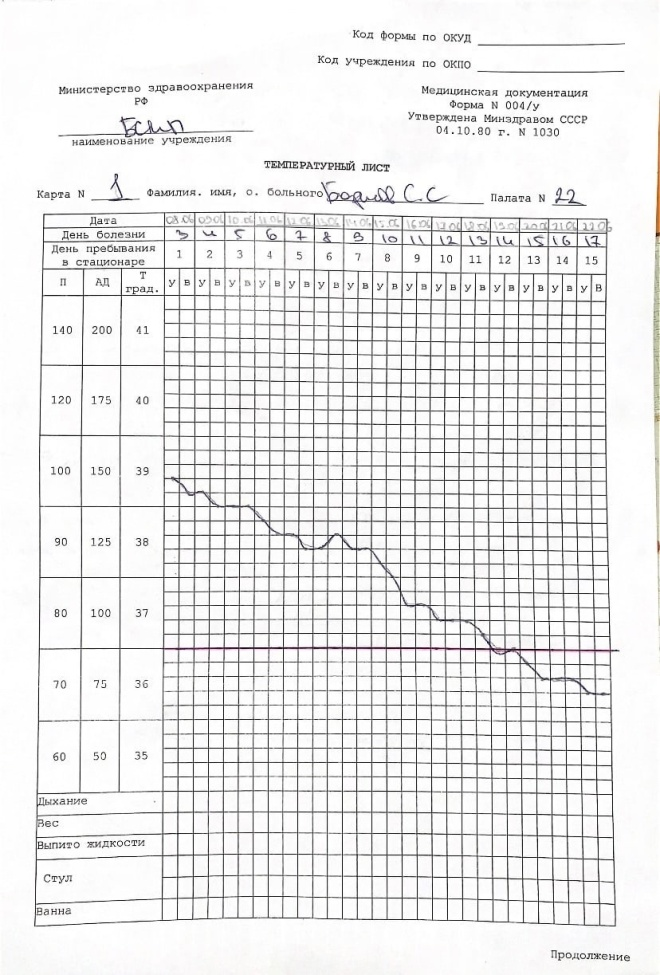 Код формы по ОКУД
Код учреждения по ОКПО
Министерство здравоохранения
РФ
БСМП
наименование учреждения
Медицинская документация
Форма N 004/у
Утверждена Минздравом СССР
04.10.80 г. N 1030
ТЕМПЕРАТУРНЫЙ ЛИСТ
Карта N 1 Фамилия. имя, о. больного С.С Палата N 22
Дата 08.06 09.06 10.06 11.06 12.06 13.06 14.06 15.06 16.06 17.06 18.06 19.06 20.06 21.06 22.06
День болезни 3 4 5 6 7 8 9 10 11 12 13 14 15 16 17
День пребывания
в стационаре 1 2 3 4 5 6 7 8 9 10 11 12 13 14 15
П АД Т град. у в у в у в у в у в у в у в у в у в у в у в у в у в у в у в
140 200 41
120 175 40
100 150 39
90 125 38
80 100 37
70 75 36
60 50 35
Дыхание
Вес
Выпито жидкости
Стул
Ванна
Продолжение